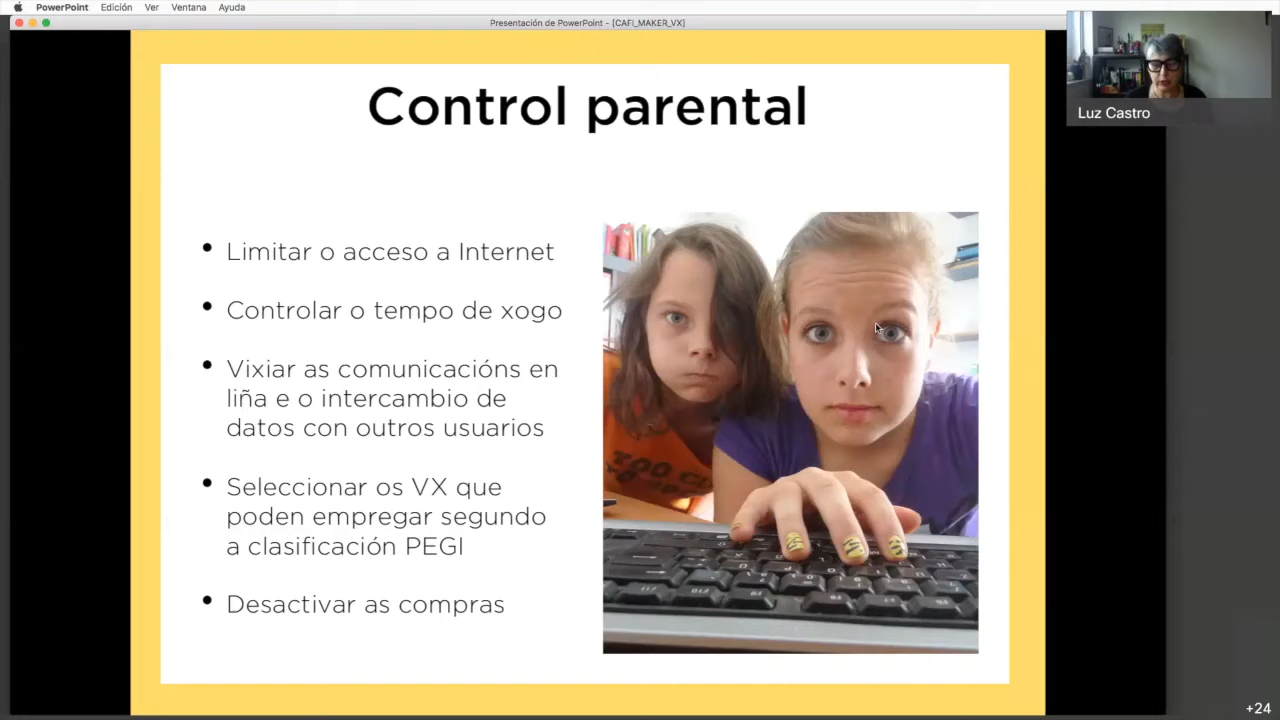 PowerPoint Edición Ver Ventana Ayuda
Presentación de PowerPoint - [CAFI_MAKER_VX]
Luz Castro
Control parental
• Limitar o acceso a Internet
• Controlar o tempo de xogo
• Vixiar as comunicacións en
liña e o intercambio de
datos con outros usuarios
• Seleccionar os VX que
poden empregar segundo
a clasificación PEGI
• Desactivar as compras
+24